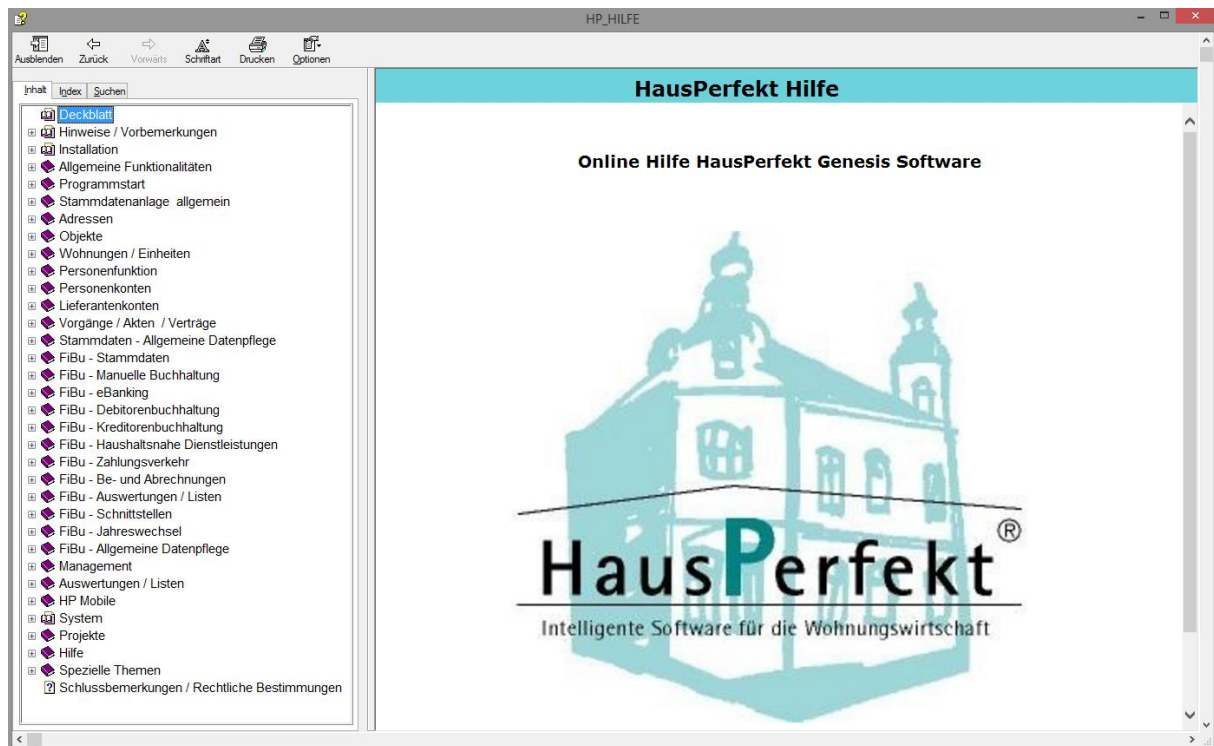 HP_HILFE
Ausblenden Zurück Vorwärts Schriftart Drucken Optionen
Inhalt Index Suchen
Deckblatt
Hinweise / Vorbemerkungen
Installation
Allgemeine Funktionalitäten
Programmstart
Stammdatenanlage allgemein
Adressen
Objekte
Wohnungen / Einheiten
Personenfunktion
Personenkonten
Lieferantenkonten
Vorgänge / Akten / Verträge
Stammdaten - Allgemeine Datenpflege
FiBu - Stammdaten
FiBu - Manuelle Buchhaltung
FiBu - eBanking
FiBu - Debitorenbuchhaltung
FiBu - Kreditorenbuchhaltung
FiBu - Haushaltsnahe Dienstleistungen
FiBu - Zahlungsverkehr
FiBu - Be- und Abrechnungen
FiBu - Auswertungen / Listen
FiBu - Schnittstellen
FiBu - Jahreswechsel
FiBu - Allgemeine Datenpflege
Management
Auswertungen / Listen
HP Mobile
System
Projekte
Hilfe
Spezielle Themen
Schlussbemerkungen / Rechtliche Bestimmungen
HausPerfekt Hilfe
Online Hilfe HausPerfekt Genesis Software
HausPerfekt®
Intelligente Software für die Wohnungswirtschaft